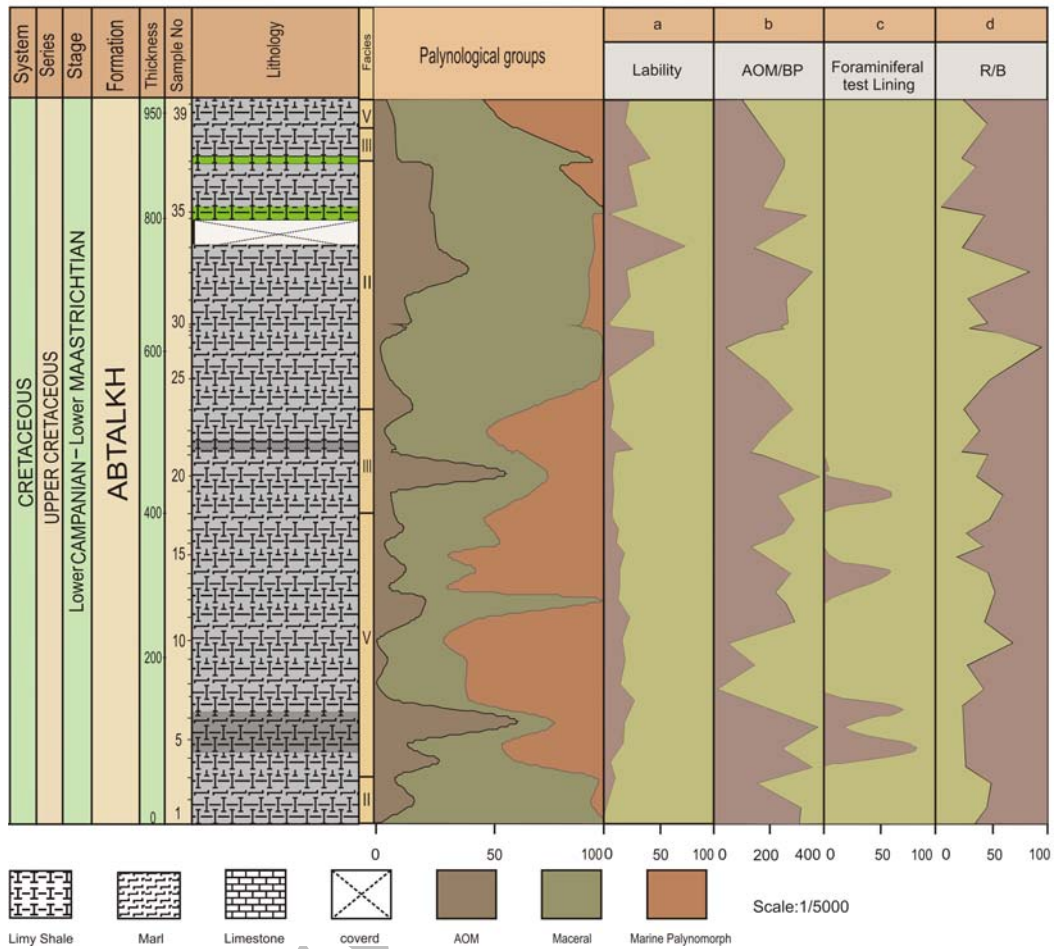 a b c d
System Series Stage Formation Thickness Sample No Lithology Facies Palynological groups Lability AOM/BP Foraminiferal
test Lining R/B
CRETACEOUS
UPPER CRETACEOUS
Lower CAMPANIAN – Lower MAASTRICHTIAN
ABTALKH
950 39 V
III
35
800
II
30
600
25
III
20
400
15
10 V
200
5
II
0 1
0 50 100 0 50 100 0 200 400 0 50 100 0 50 100
Scale:1/5000
Limy Shale Marl Limestone coverd AOM Maceral Marine Palynomorph